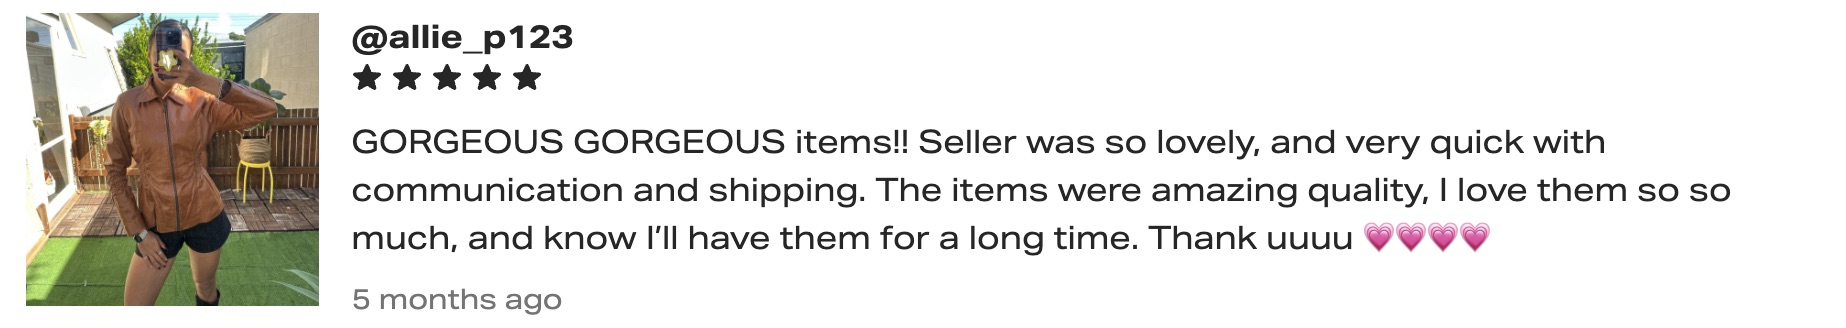 @allie_p123
★ ★ ★ ★ ★
GORGEOUS GORGEOUS items!! Seller was so lovely, and very quick with
communication and shipping. The items were amazing quality, I love them so so
much, and know I’ll have them for a long time. Thank uuuu 💗💗💗💗
5 months ago